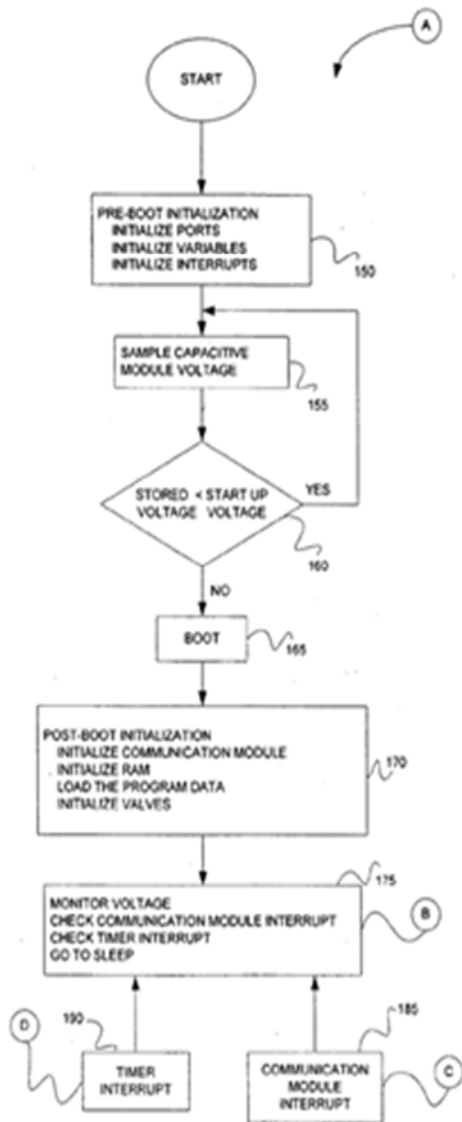 A
START
PRE-BOOT INITIALIZATION
INITIALIZE PORTS
INITIALIZE VARIABLES
INITIALIZE INTERRUPTS
150
SAMPLE CAPACITIVE
MODULE VOLTAGE
155
STORED < START UP
VOLTAGE VOLTAGE
YES
160
NO
BOOT
165
POST-BOOT INITIALIZATION
INITIALIZE COMMUNICATION MODULE
INITIALIZE RAM
LOAD THE PROGRAM DATA
INITIALIZE VALVES
170
175
MONITOR VOLTAGE
CHECK COMMUNICATION MODULE INTERRUPT
CHECK TIMER INTERRUPT
GO TO SLEEP
B
D
190
TIMER
INTERRUPT
185
COMMUNICATION
MODULE
INTERRUPT
C